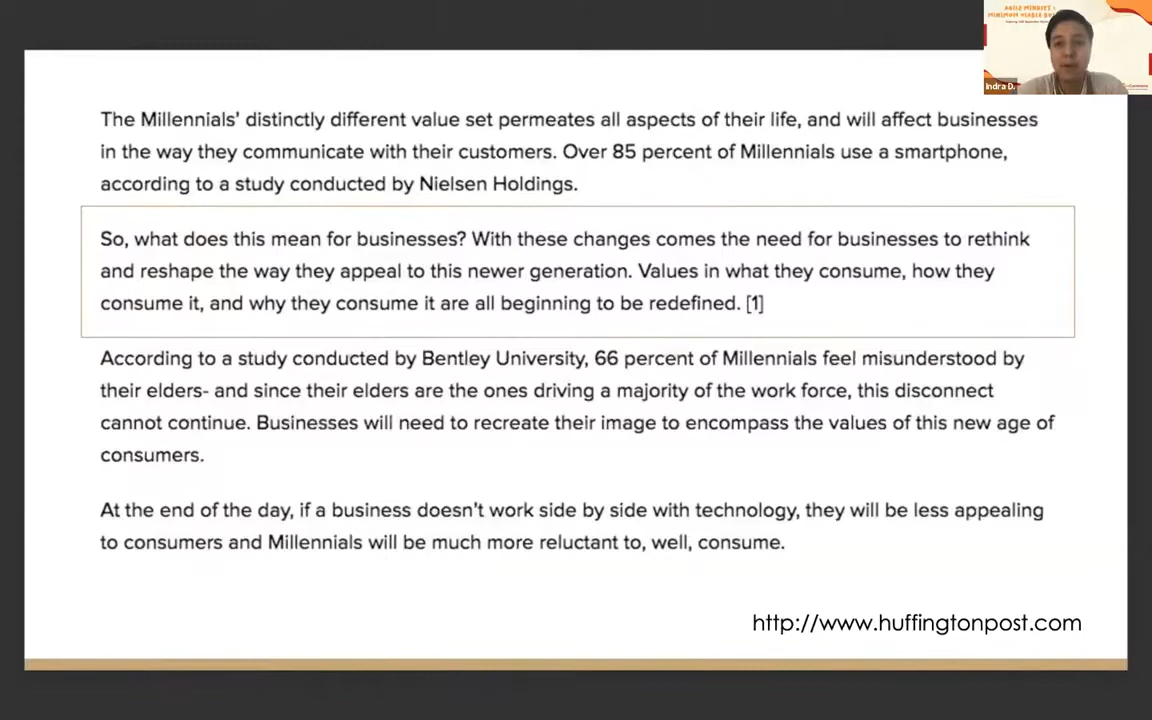 AGILE MINDSET :
The Millennials' distinctly different value set permeates all aspects of their life, and will affect businesses
in the way they communicate with their customers. Over 85 percent of Millennials use a smartphone,
according to a study conducted by Nielsen Holdings.
So, what does this mean for businesses? With these changes comes the need for businesses to rethink
and reshape the way they appeal to this newer generation. Values in what they consume, how they
consume it, and why they consume it are all beginning to be redefined. [1]
According to a study conducted by Bentley University, 66 percent of Millennials feel misunderstood by
their elders- and since their elders are the ones driving a majority of the work force, this disconnect
cannot continue. Businesses will need to recreate their image to encompass the values of this new age of
consumers.
At the end of the day, if a business doesn't work side by side with technology, they will be less appealing
to consumers and Millennials will be much more reluctant to, well, consume.
http://www.huffingtonpost.com
Indra D.